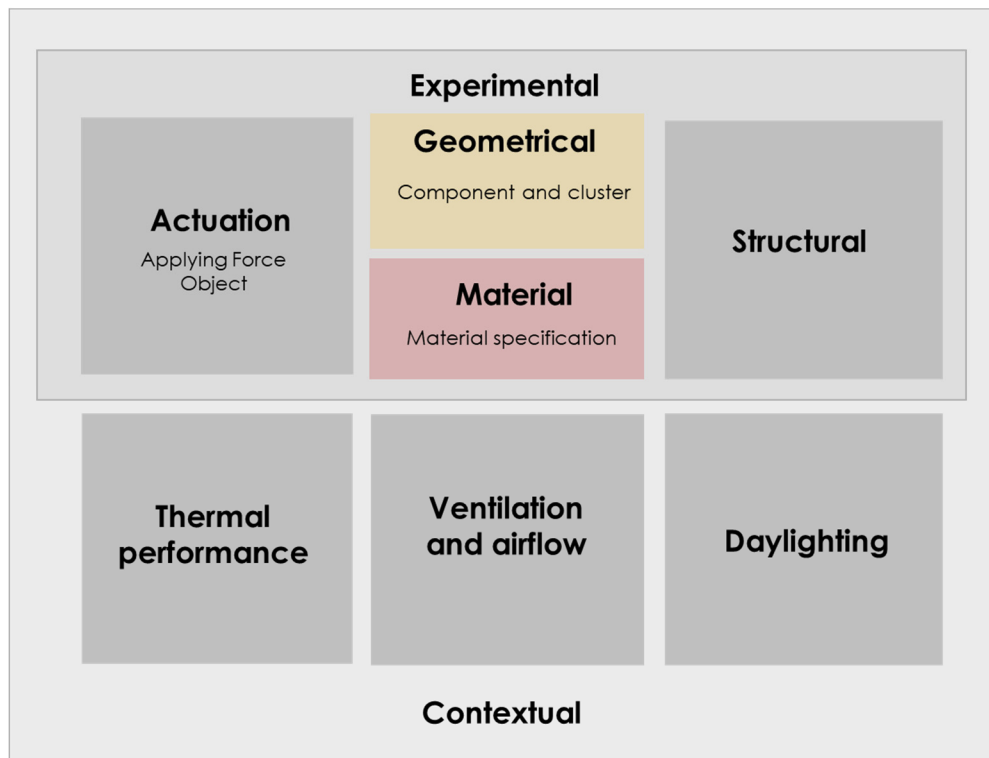 Experimental
Actuation
Applying Force
Object
Geometrical
Component and cluster
Material
Material specification
Structural
Thermal
performance
Ventilation
and airflow
Daylighting
Contextual